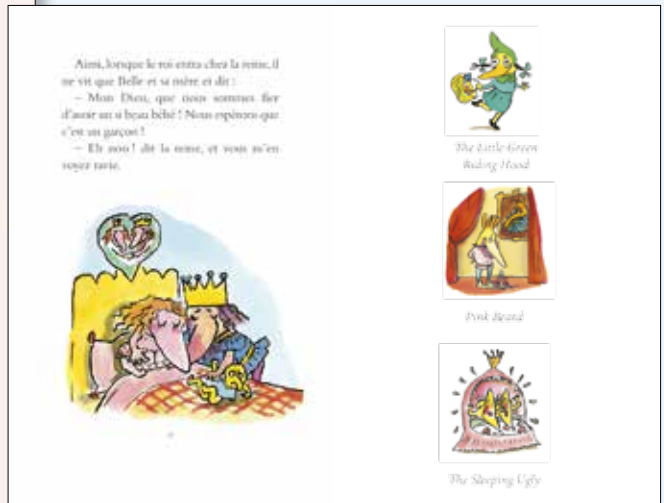 Ainsi, lorsque le roi entra chez la reine, il
ne vit que Belle et sa mère et dit :
– Mon Dieu, que nous sommes fier
d'avoir un si beau bébé ! Nous espérons que
c'est un garçon !
– Eh non ! dit la reine, et vous m'en
voyez ravie.
The Little Green
Riding Hood
Pink Beard
The Sleeping Ugly